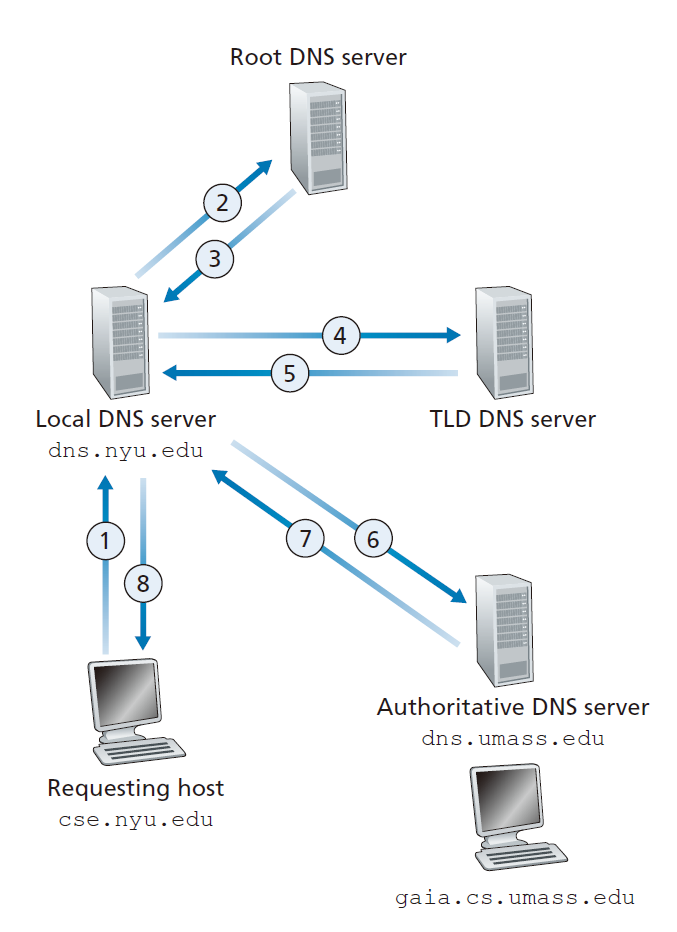 Root DNS server
2
3
4
5
Local DNS server
dns.nyu.edu
TLD DNS server
1
8
7
6
Authoritative DNS server
dns.umass.edu
Requesting host
cse.nyu.edu
gaia.cs.umass.edu